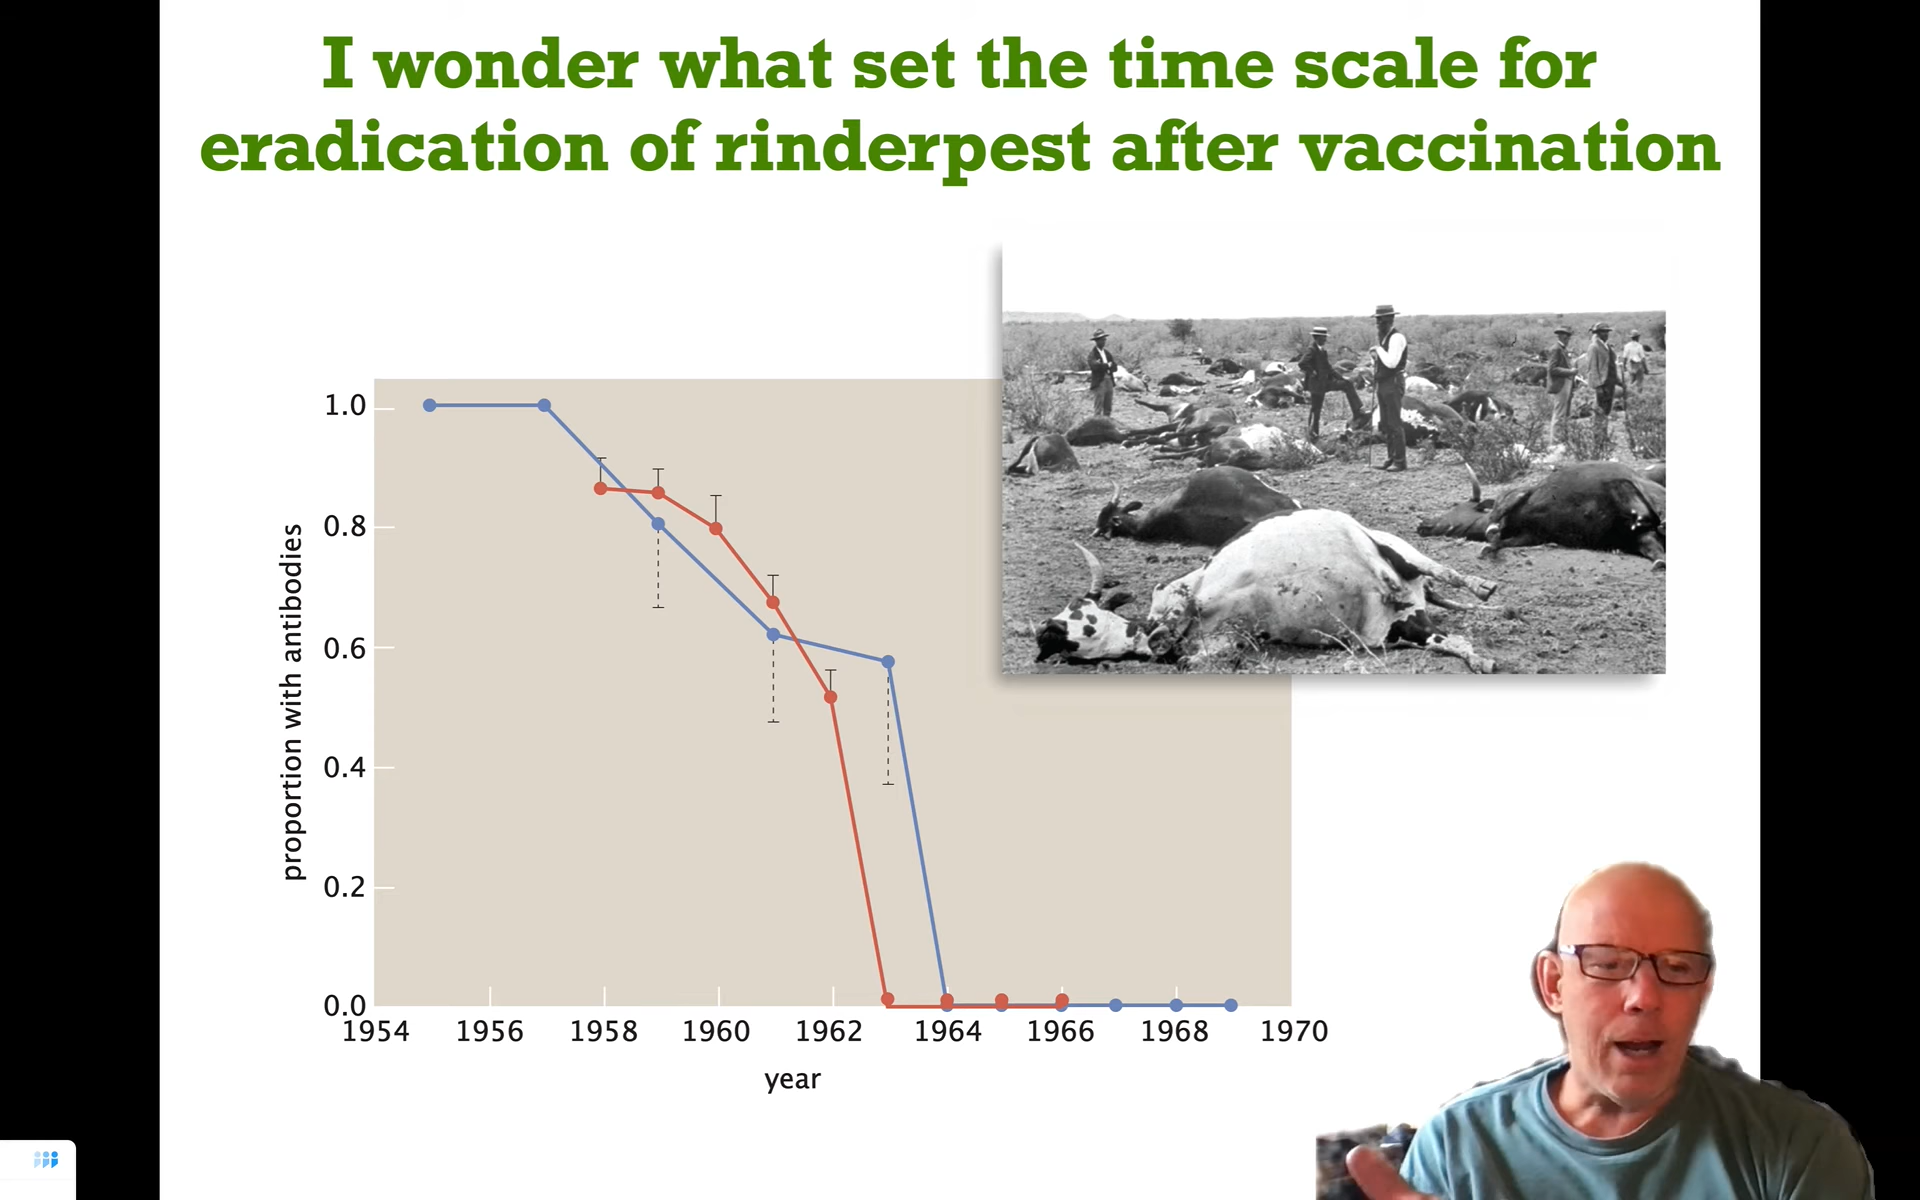 I wonder what set the time scale for
eradication of rinderpest after vaccination
1.0
0.8
0.6
0.4
0.2
0.0
proportion with antibodies
1954 1956 1958 1960 1962 1964 1966 1968 1970
year